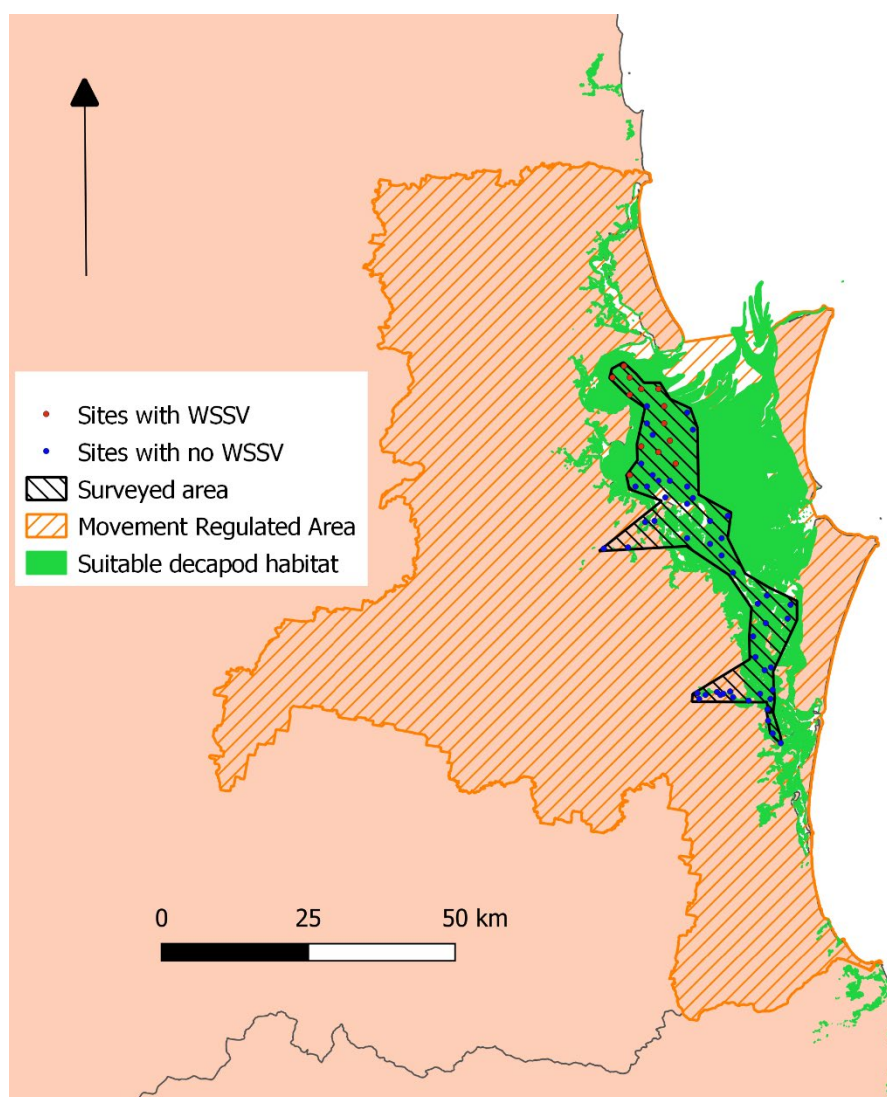 Sites with WSSV
Sites with no WSSV
Surveyed area
Movement Regulated Area
Suitable decapod habitat
0 25 50 km